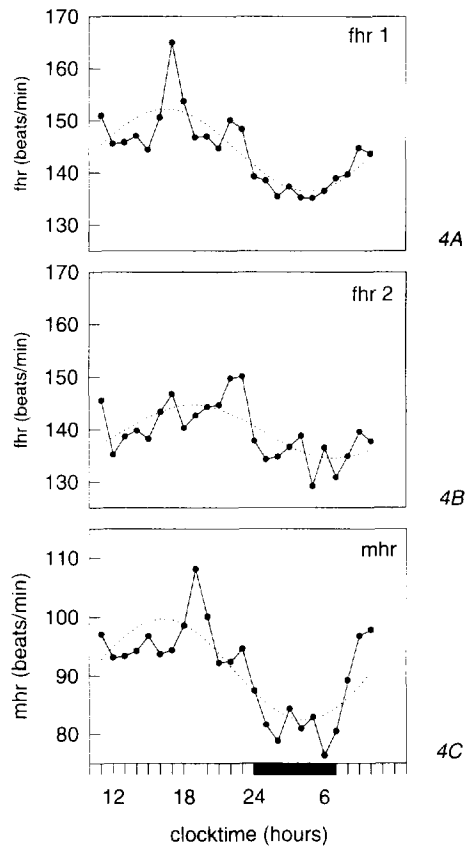 170
fhr 1
160
150
140
130
fhr (beats/min)
4A
170
fhr 2
160
150
140
130
fhr (beats/min)
4B
mhr
110
100
90
80
mhr (beats/min)
4C
12 18 24 6
clocktime (hours)